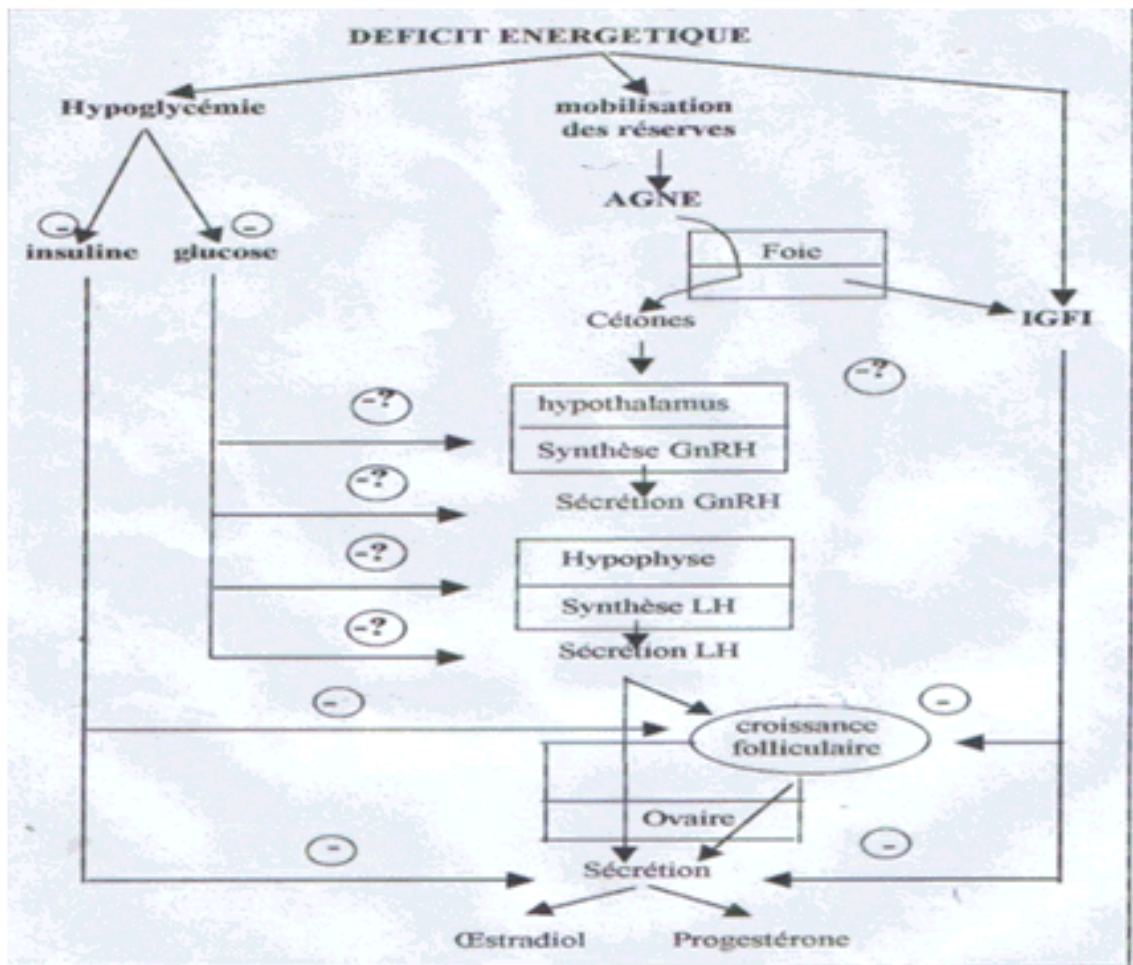 DEFICIT ENERGETIQUE
Hypoglycémie
mobilisation
des réserves
AGNE
- -
insuline glucose
Foie
Cétones
IGFI
-?
-?
hypothalamus
Synthèse GnRH
-?
Sécrétion GnRH
-?
Hypophyse
Synthèse LH
-?
Sécrétion LH
-
-
croissance
folliculaire
Ovaire
-
-
Sécrétion
Œstradiol Progestérone